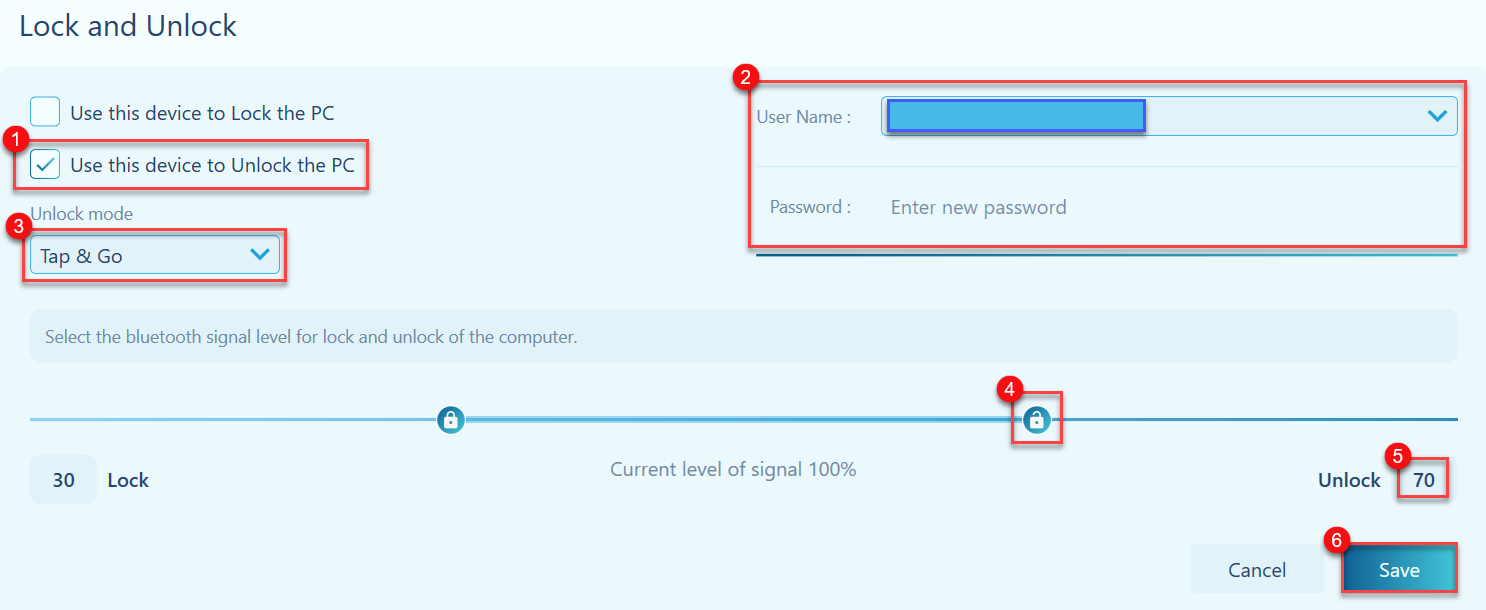 Lock and Unlock
Use this device to Lock the PC
1
Use this device to Unlock the PC
2
User Name :
Password : Enter new password
Unlock mode
3
Tap & Go
Select the bluetooth signal level for lock and unlock of the computer.
4
Current level of signal 100%
30 Lock
5
Unlock 70
6
Cancel Save